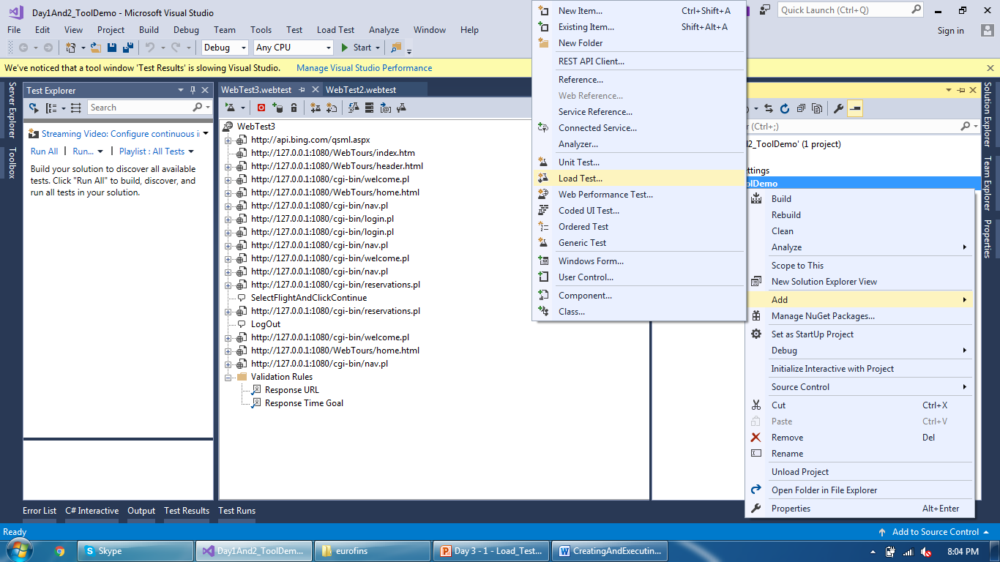 Day1And2_ToolDemo - Microsoft Visual Studio
Quick Launch (Ctrl+Q)
File Edit View Project Build Debug Team Tools Test Load Test Analyze Window Help
Sign in
Debug Any CPU Start
We've noticed that a tool window 'Test Results' is slowing Visual Studio. Manage Visual Studio Performance
Server Explorer
Toolbox
Test Explorer
Search
Streaming Video: Configure continuous i
Run All Run... Playlist : All Tests
Build your solution to discover all available
tests. Click "Run All" to build, discover, and
run all tests in your solution.
WebTest3.webtest WebTest2.webtest
WebTest3
http://api.bing.com/qsml.aspx
http://127.0.0.1:1080/WebTours/index.htm
http://127.0.0.1:1080/WebTours/header.html
http://127.0.0.1:1080/cgi-bin/welcome.pl
http://127.0.0.1:1080/WebTours/home.html
http://127.0.0.1:1080/cgi-bin/nav.pl
http://127.0.0.1:1080/cgi-bin/login.pl
http://127.0.0.1:1080/cgi-bin/login.pl
http://127.0.0.1:1080/cgi-bin/nav.pl
http://127.0.0.1:1080/cgi-bin/welcome.pl
http://127.0.0.1:1080/cgi-bin/nav.pl
http://127.0.0.1:1080/cgi-bin/reservations.pl
SelectFlightAndClickContinue
http://127.0.0.1:1080/cgi-bin/reservations.pl
LogOut
http://127.0.0.1:1080/cgi-bin/welcome.pl
http://127.0.0.1:1080/WebTours/home.html
http://127.0.0.1:1080/cgi-bin/nav.pl
Validation Rules
Response URL
Response Time Goal
New Item... Ctrl+Shift+A
Existing Item... Shift+Alt+A
New Folder
REST API Client...
Reference...
Web Reference...
Service Reference...
Connected Service...
Analyzer...
Unit Test...
Load Test...
Web Performance Test...
Coded UI Test...
Ordered Test
Generic Test
Windows Form...
User Control...
Component...
Class...
(Ctrl+;)
2_ToolDemo' (1 project)
ettings
olDemo
Build
Rebuild
Clean
Analyze
Scope to This
New Solution Explorer View
Add
Manage NuGet Packages...
Set as StartUp Project
Debug
Initialize Interactive with Project
Source Control
Cut Ctrl+X
Paste Ctrl+V
Remove Del
Rename
Unload Project
Open Folder in File Explorer
Properties Alt+Enter
Solution Explorer
Team Explorer
Properties
Error List C# Interactive Output Test Results Test Runs
Ready
Add to Source Control
Skype Day1And2_ToolDem... eurofins Day 3 - 1 - Load_Test... CreatingAndExecutin... 8:04 PM